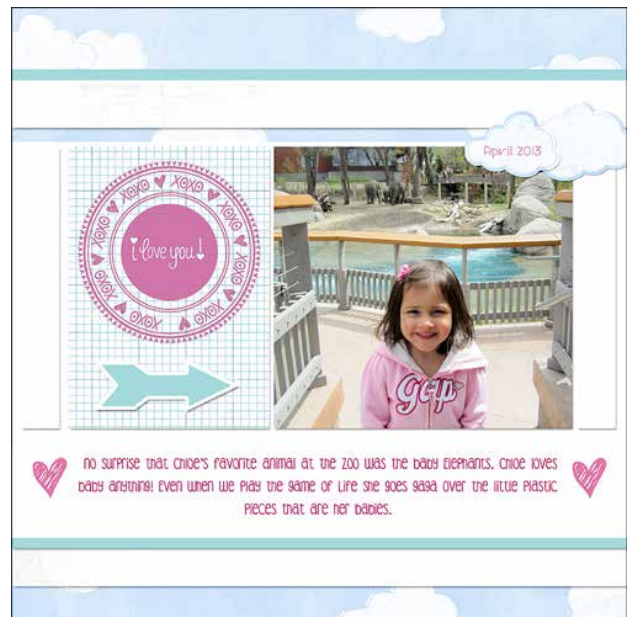 April 2013
XOXO XOXO XOXO XOXO XOXO XOXO
i love you!
Gap
No surprise that Chloe's favorite animal at the zoo was the baby elephants. Chloe loves
baby anything! Even when we play the game of Life she goes gaga over the little plastic
pieces that are her babies.